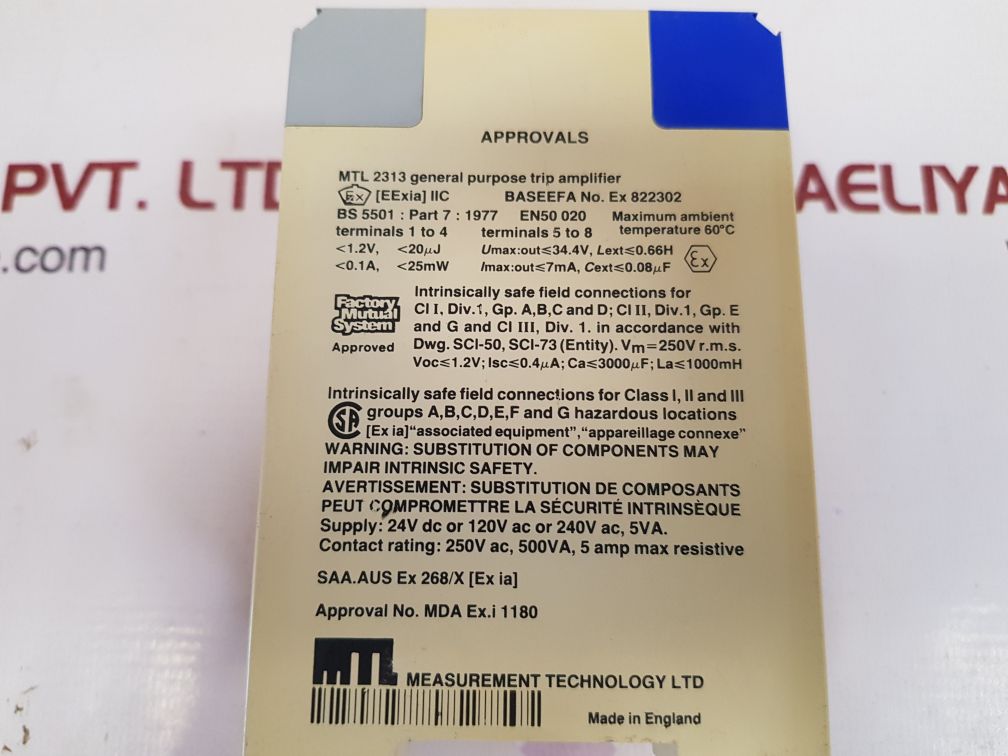 PVT. LTD
AELIYA
.com
APPROVALS
MTL 2313 general purpose trip amplifier
Ex [EExia] IIC BASEEFA No. Ex 822302
BS 5501 : Part 7 : 1977 EN50 020 Maximum ambient
terminals 1 to 4 terminals 5 to 8 temperature 60°C
<1.2V, <20μJ Umax:out≤34.4V, Lext≤0.66H
<0.1A, <25mW Imax:out≤7mA, Cext≤0.08μF Ex
Factory
Mutual
System
Approved
Intrinsically safe field connections for
Cl I, Div.1, Gp. A,B,C and D; Cl II, Div.1, Gp. E
and G and Cl III, Div. 1. in accordance with
Dwg. SCI-50, SCI-73 (Entity). Vm=250V r.m.s.
Voc≤1.2V; Isc≤0.4μA; Ca≤3000μF; La≤1000mH
Intrinsically safe field connections for Class I, II and III
SA groups A,B,C,D,E,F and G hazardous locations
[Ex ia]“associated equipment”,“appareillage connexe”
WARNING: SUBSTITUTION OF COMPONENTS MAY
IMPAIR INTRINSIC SAFETY.
AVERTISSEMENT: SUBSTITUTION DE COMPOSANTS
PEUT COMPROMETTRE LA SÉCURITÉ INTRINSÈQUE
Supply: 24V dc or 120V ac or 240V ac, 5VA.
Contact rating: 250V ac, 500VA, 5 amp max resistive
SAA.AUS Ex 268/X [Ex ia]
Approval No. MDA Ex.i 1180
MTL MEASUREMENT TECHNOLOGY LTD
Made in England